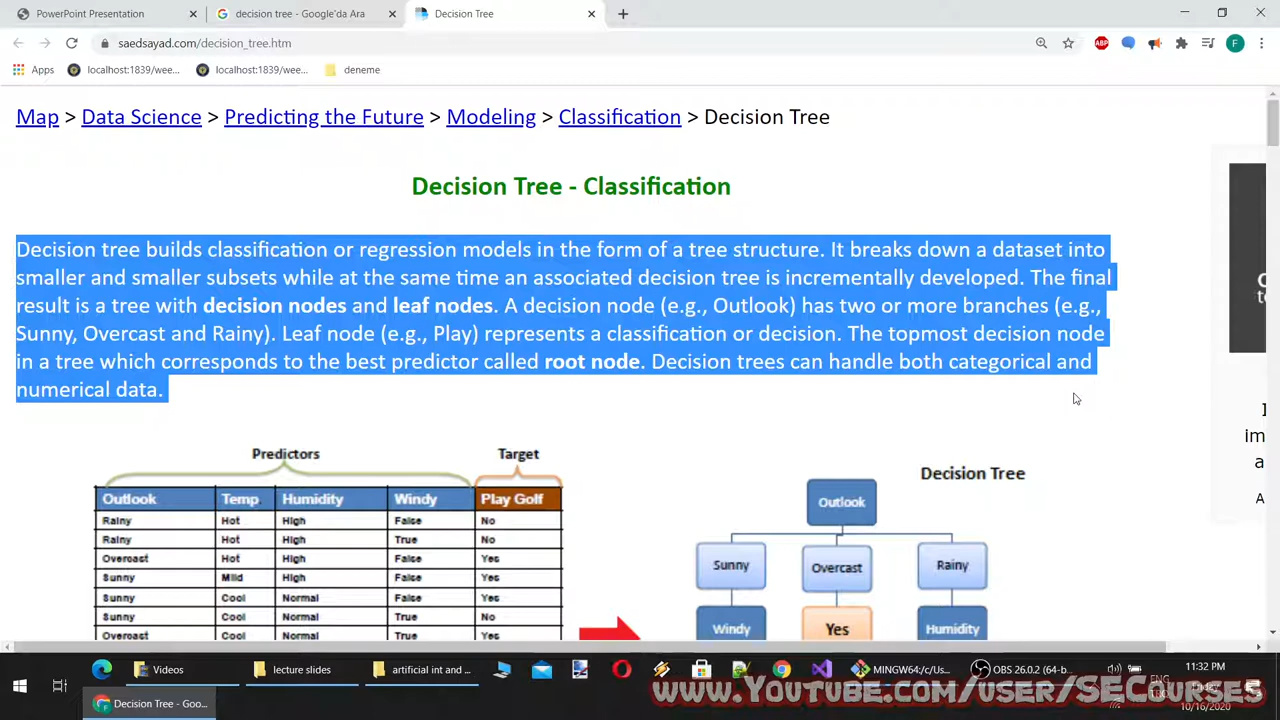 PowerPoint Presentation
decision tree - Google'da Ara
Decision Tree
saedsayad.com/decision_tree.htm
ABP
F
Apps
localhost:1839/wee...
localhost:1839/wee...
deneme
Map > Data Science > Predicting the Future > Modeling > Classification > Decision Tree
Decision Tree - Classification
Decision tree builds classification or regression models in the form of a tree structure. It breaks down a dataset into
smaller and smaller subsets while at the same time an associated decision tree is incrementally developed. The final
result is a tree with decision nodes and leaf nodes. A decision node (e.g., Outlook) has two or more branches (e.g.,
Sunny, Overcast and Rainy). Leaf node (e.g., Play) represents a classification or decision. The topmost decision node
in a tree which corresponds to the best predictor called root node. Decision trees can handle both categorical and
numerical data.
im
a
A
Predictors
Target
Outlook Temp Humidity Windy Play Golf
Rainy Hot High False No
Rainy Hot High True No
Overcast Hot High False Yes
Sunny Mild High False Yes
Sunny Cool Normal False Yes
Sunny Cool Normal True No
Overcast Cool Normal True Yes
Decision Tree
Outlook
Sunny
Overcast
Rainy
Windy
Yes
Humidity
Videos
lecture slides
artificial int and ...
MINGW64:/c/Us...
OBS 26.0.2 (64-b...
Decision Tree - Goo...
ENG
11:32 PM
Friday
10/16/2020
www.Youtube.com/user/SECourses